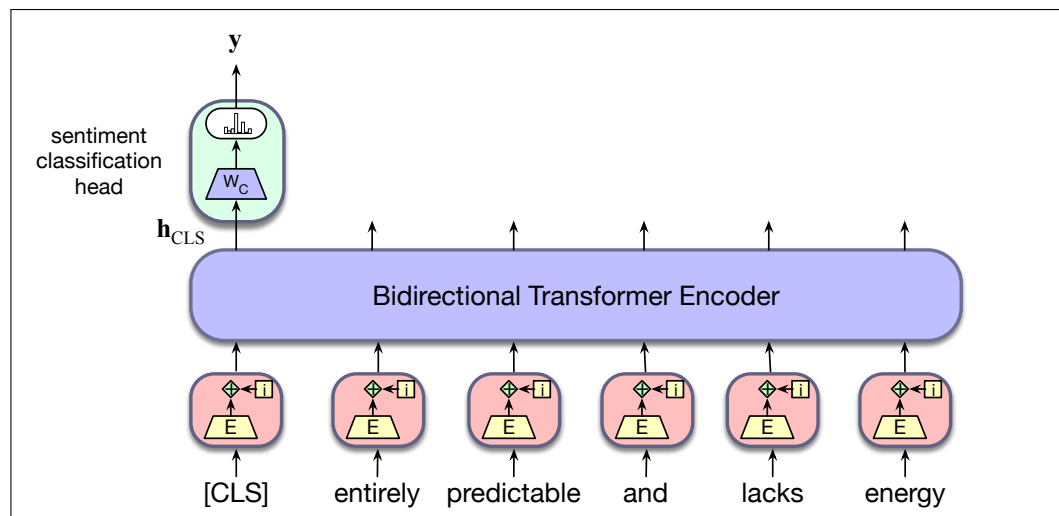 y
sentiment
classification
head
W_C
h_CLS
Bidirectional Transformer Encoder
i i i i i i
E E E E E E
[CLS] entirely predictable and lacks energy